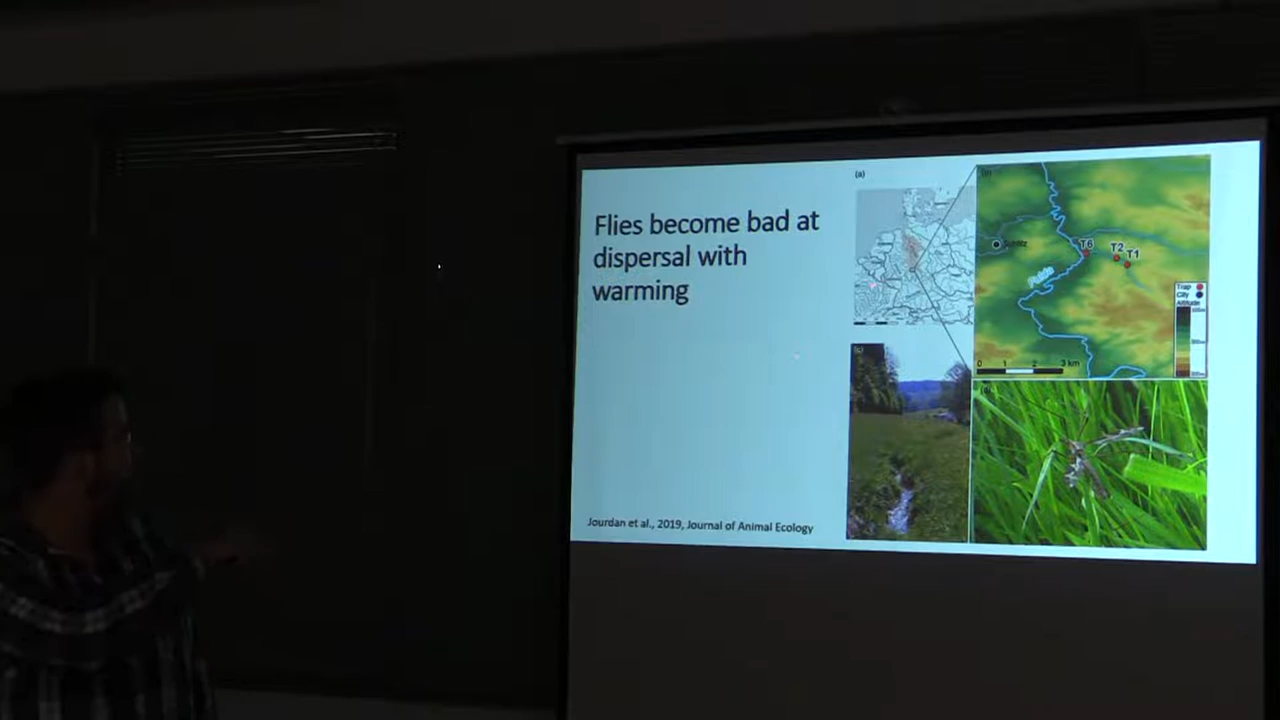 Flies become bad at
dispersal with
warming
Jourdan et al., 2019, Journal of Animal Ecology
(a)
T6
T2
T1
Fulda
Trap
City
Altitude
0 1 2 3 km
(c)